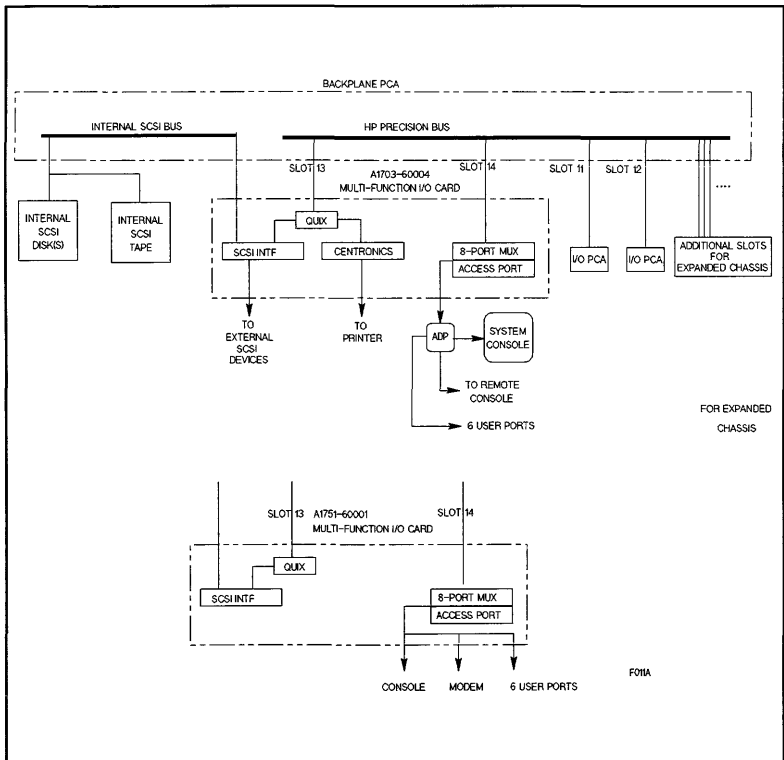 BACKPLANE PCA
INTERNAL SCSI BUS
HP PRECISION BUS
SLOT 13
SLOT 14
SLOT 11
SLOT 12
A1703-60004
MULTI-FUNCTION I/O CARD
....
INTERNAL
SCSI
DISK(S)
INTERNAL
SCSI
TAPE
QUIX
SCSI INTF
CENTRONICS
8-PORT MUX
ACCESS PORT
I/O PCA
I/O PCA
ADDITIONAL SLOTS
FOR
EXPANDED CHASSIS
TO
EXTERNAL
SCSI
DEVICES
TO
PRINTER
ADP
SYSTEM
CONSOLE
TO REMOTE
CONSOLE
6 USER PORTS
FOR EXPANDED
CHASSIS
SLOT 13
A1751-60001
MULTI-FUNCTION I/O CARD
SLOT 14
QUIX
SCSI INTF
8-PORT MUX
ACCESS PORT
CONSOLE
MODEM
6 USER PORTS
F011A